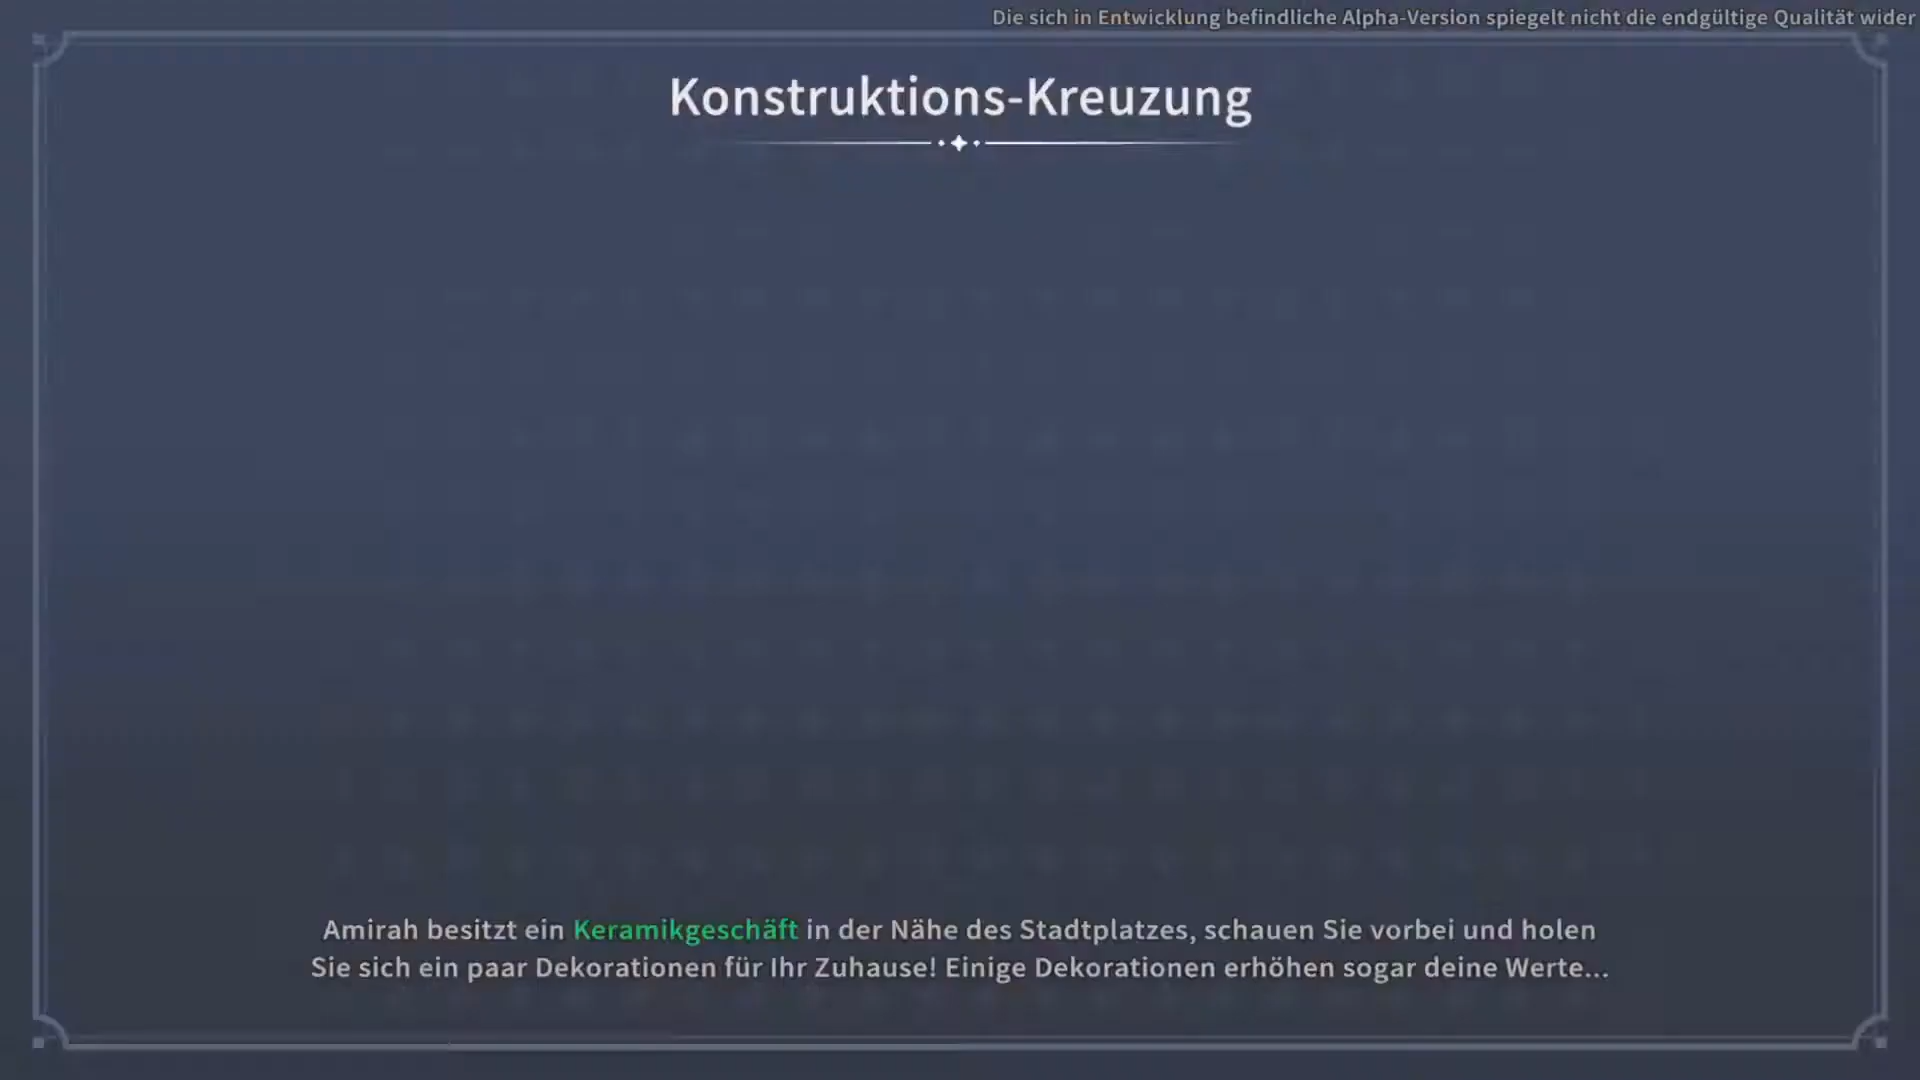 Die sich in Entwicklung befindliche Alpha-Version spiegelt nicht die endgültige Qualität wider
Konstruktions-Kreuzung
Amirah besitzt ein Keramikgeschäft in der Nähe des Stadtplatzes, schauen Sie vorbei und holen
Sie sich ein paar Dekorationen für Ihr Zuhause! Einige Dekorationen erhöhen sogar deine Werte...